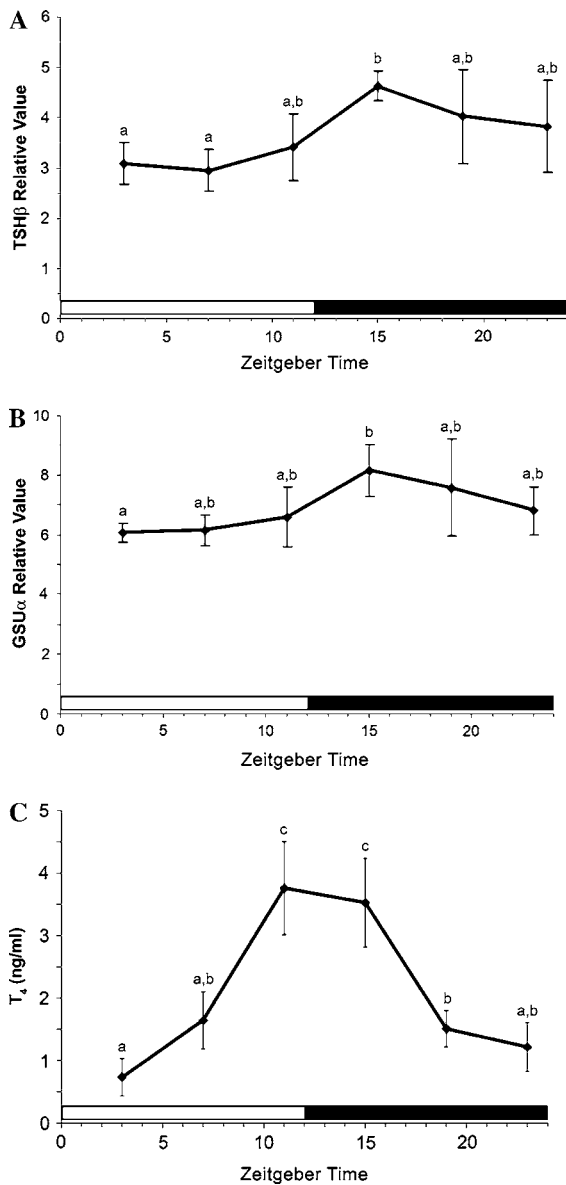 A
6
5
4
3
2
1
0
TSHβ Relative Value
a
a
a,b
b
a,b
a,b
0 5 10 15 20
Zeitgeber Time
B
10
8
6
4
2
0
GSUα Relative Value
a
a,b
a,b
b
a,b
a,b
0 5 10 15 20
Zeitgeber Time
C
5
4
3
2
1
0
T₄ (ng/ml)
a
a,b
c
c
b
a,b
0 5 10 15 20
Zeitgeber Time